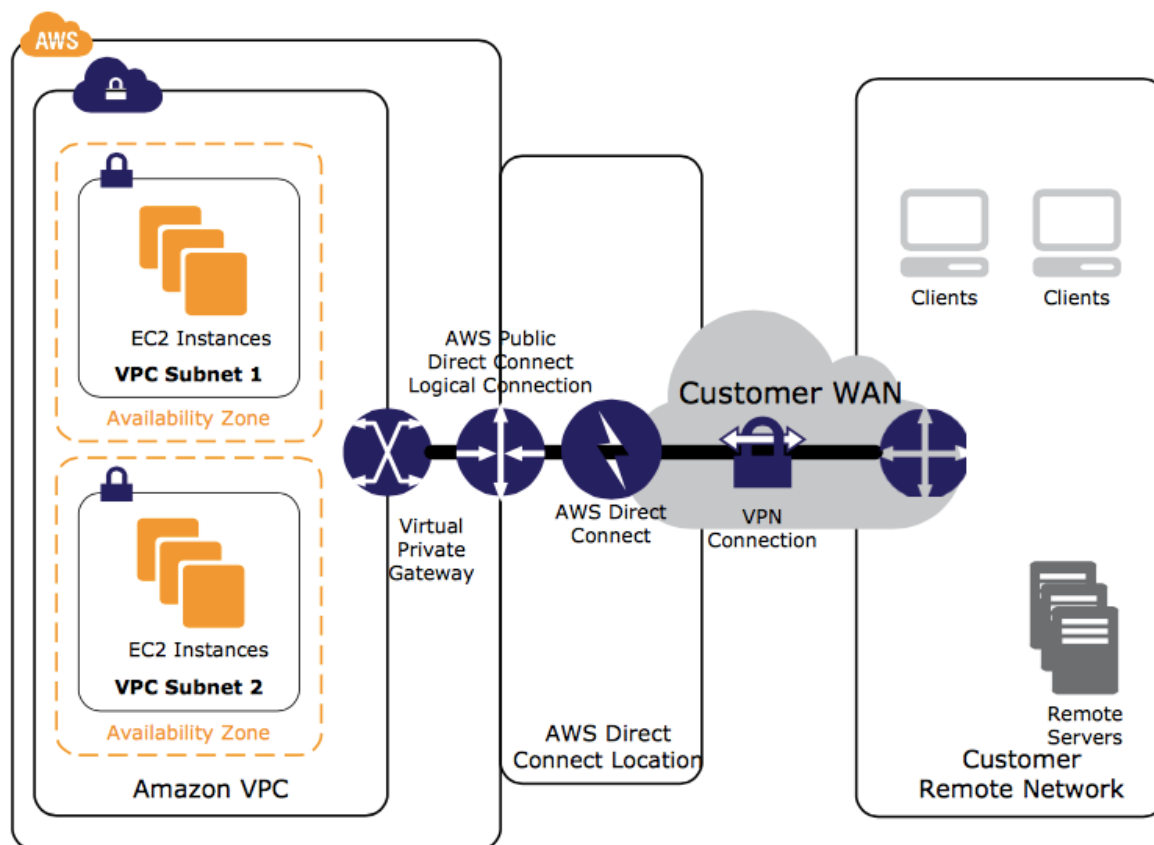 AWS
EC2 Instances
VPC Subnet 1
Availability Zone
EC2 Instances
VPC Subnet 2
Availability Zone
Amazon VPC
Virtual
Private
Gateway
AWS Public
Direct Connect
Logical Connection
AWS Direct
Connect
AWS Direct
Connect Location
Customer WAN
VPN
Connection
Clients
Clients
Remote
Servers
Customer
Remote Network